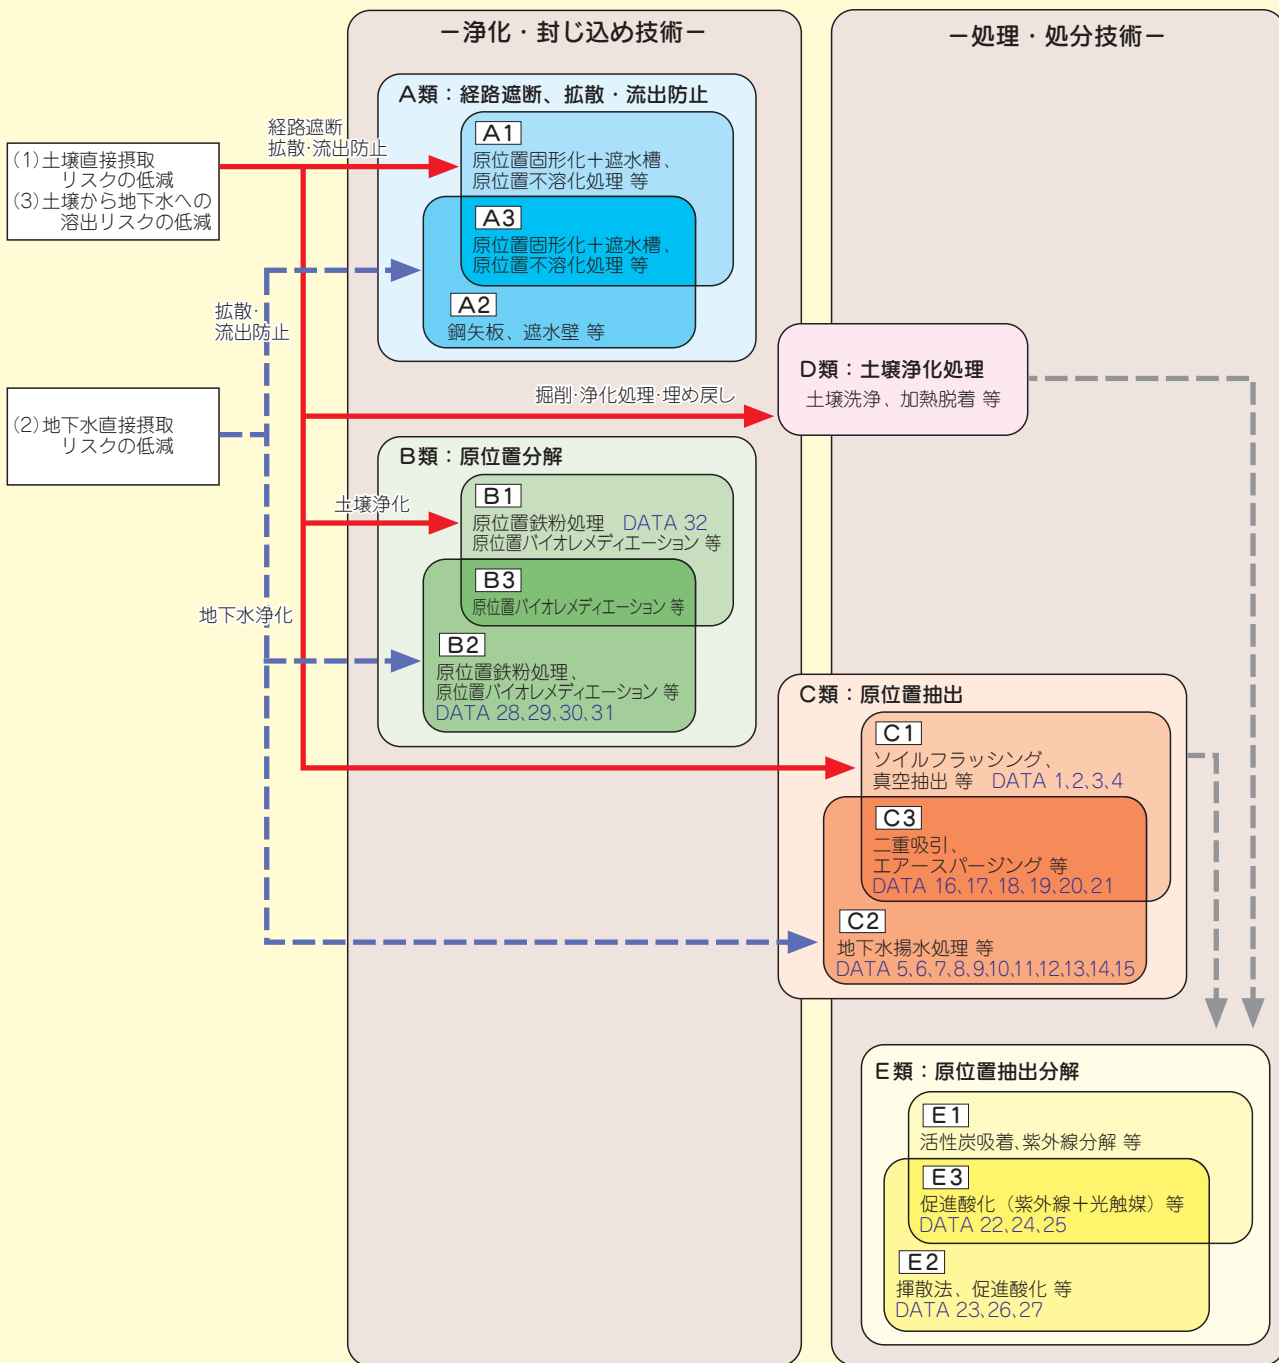 －浄化・封じ込め技術－
－処理・処分技術－
A類：経路遮断、拡散・流出防止
経路遮断
拡散・流出防止
(1)土壌直接摂取
リスクの低減
(3)土壌から地下水への
溶出リスクの低減
A1
原位置固形化＋遮水槽、
原位置不溶化処理 等
A3
原位置固形化＋遮水槽、
原位置不溶化処理 等
A2
鋼矢板、遮水壁 等
拡散・
流出防止
D類：土壌浄化処理
土壌洗浄、加熱脱着 等
掘削・浄化処理・埋め戻し
(2)地下水直接摂取
リスクの低減
B類：原位置分解
土壌浄化
B1
原位置鉄粉処理 DATA 32
原位置バイオレメディエーション 等
B3
原位置バイオレメディエーション 等
地下水浄化
B2
原位置鉄粉処理、
原位置バイオレメディエーション 等
DATA 28、29、30、31
C類：原位置抽出
C1
ソイルフラッシング、
真空抽出 等 DATA 1、2、3、4
C3
二重吸引、
エアースパージング 等
DATA 16、17、18、19、20、21
C2
地下水揚水処理 等
DATA 5、6、7、8、9、10、11、12、13、14、15
E類：原位置抽出分解
E1
活性炭吸着、紫外線分解 等
E3
促進酸化（紫外線＋光触媒）等
DATA 22、24、25
E2
揮散法、促進酸化 等
DATA 23、26、27